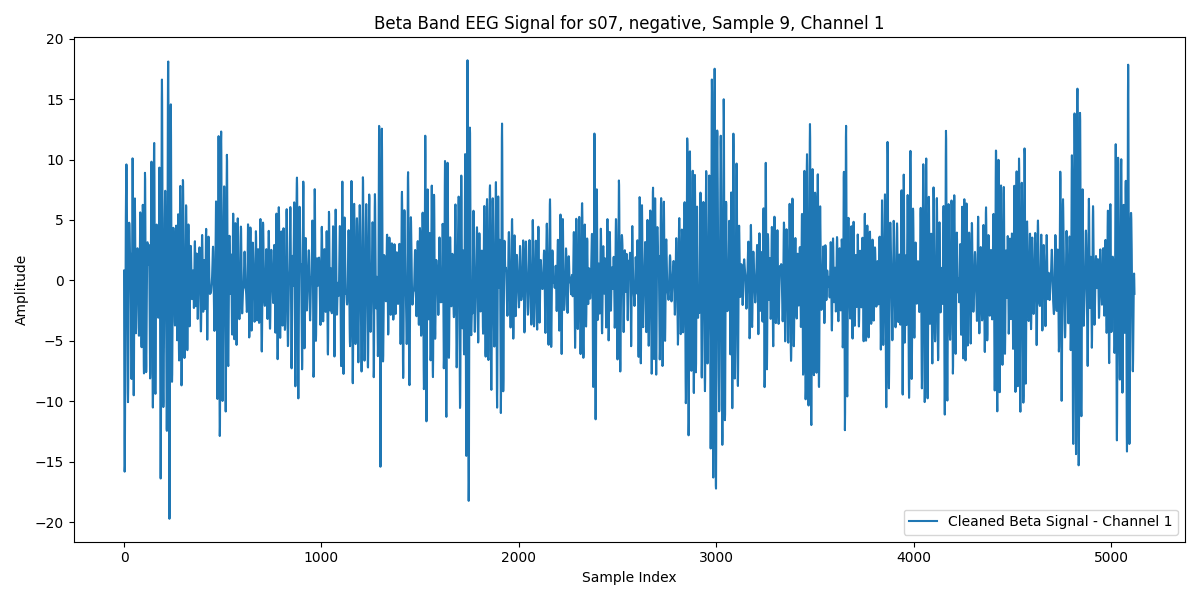 Beta Band EEG Signal for s07, negative, Sample 9, Channel 1
20
15
10
5
0
−5
−10
−15
−20
Amplitude
Cleaned Beta Signal - Channel 1
0 1000 2000 3000 4000 5000
Sample Index